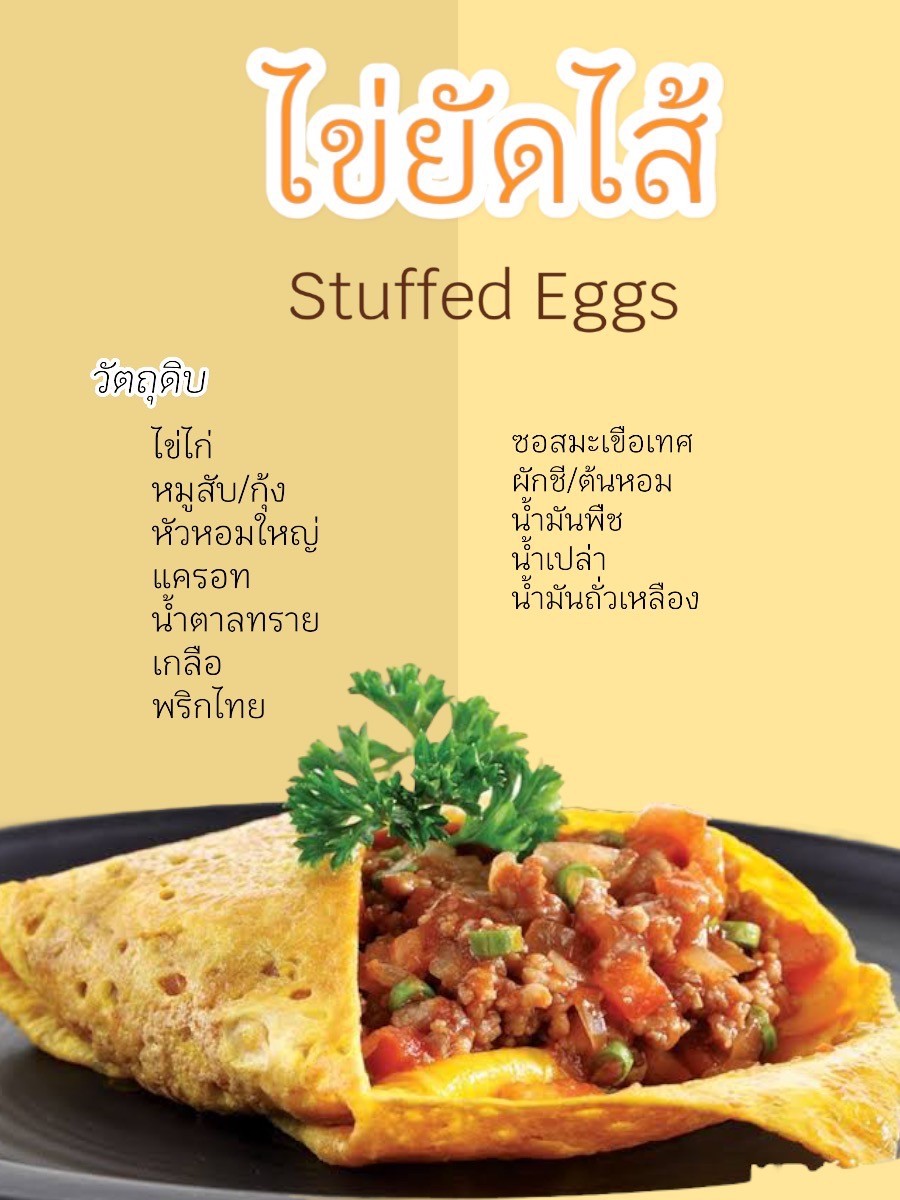 ไข่ยัดไส้
Stuffed Eggs
วัตถุดิบ
ไข่ไก่
หมูสับ/กุ้ง
หัวหอมใหญ่
แครอท
น้ำตาลทราย
เกลือ
พริกไทย
ซอสมะเขือเทศ
ผักชี/ต้นหอม
น้ำมันพืช
น้ำเปล่า
น้ำมันถั่วเหลือง